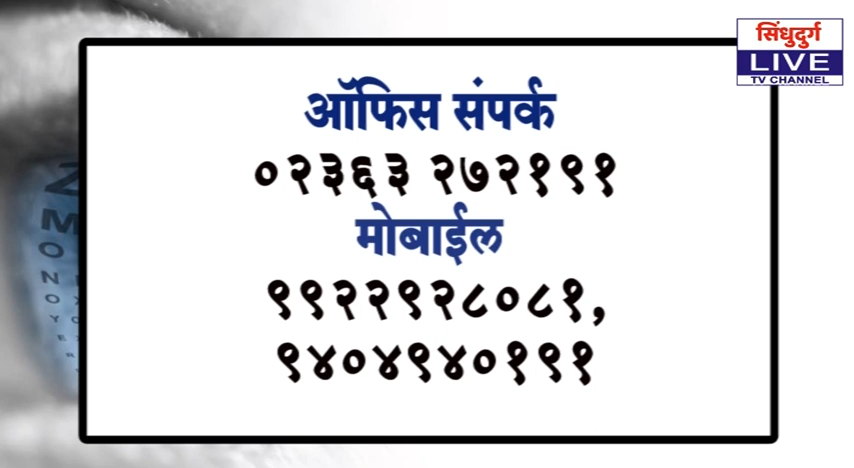 सिंधुदुर्ग
LIVE
TV CHANNEL
ऑफिस संपर्क
०२३६३ २७२१९१
मोबाईल
९९२२९२८०८१,
९४०४९४०१९१